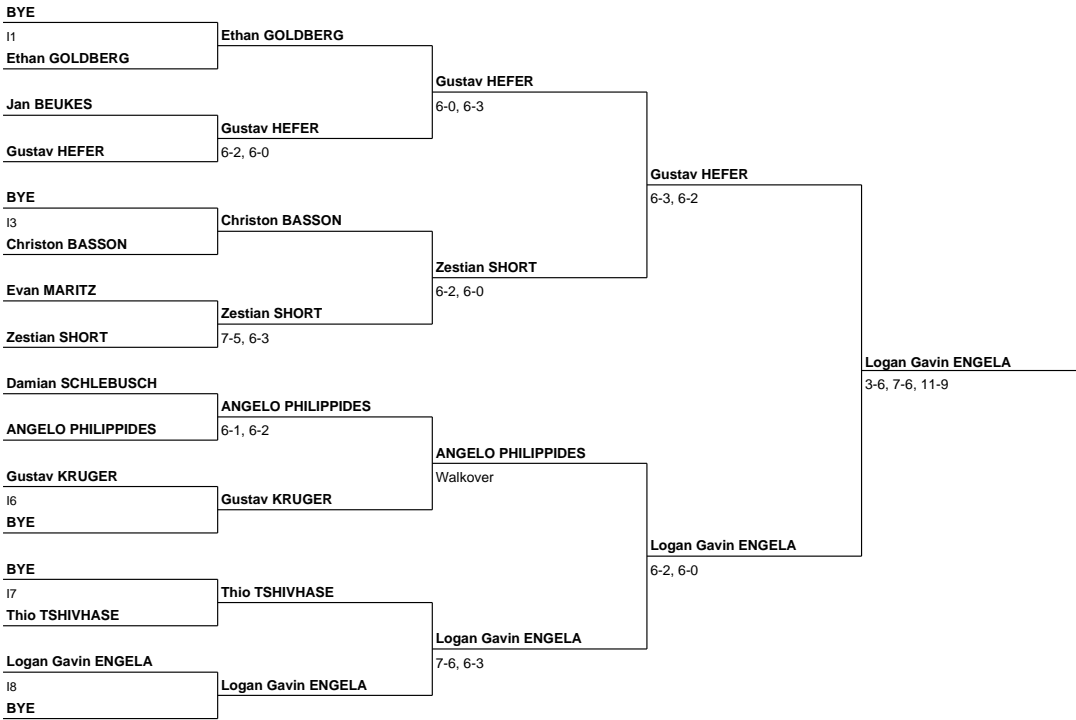 BYE
I1
Ethan GOLDBERG
Jan BEUKES
Gustav HEFER
BYE
I3
Christon BASSON
Evan MARITZ
Zestian SHORT
Damian SCHLEBUSCH
ANGELO PHILIPPIDES
Gustav KRUGER
I6
BYE
BYE
I7
Thio TSHIVHASE
Logan Gavin ENGELA
I8
BYE
Ethan GOLDBERG
Gustav HEFER
6-2, 6-0
Christon BASSON
Zestian SHORT
7-5, 6-3
ANGELO PHILIPPIDES
6-1, 6-2
Gustav KRUGER
Thio TSHIVHASE
Logan Gavin ENGELA
Gustav HEFER
6-0, 6-3
Zestian SHORT
6-2, 6-0
ANGELO PHILIPPIDES
Walkover
Logan Gavin ENGELA
7-6, 6-3
Gustav HEFER
6-3, 6-2
Logan Gavin ENGELA
6-2, 6-0
Logan Gavin ENGELA
3-6, 7-6, 11-9